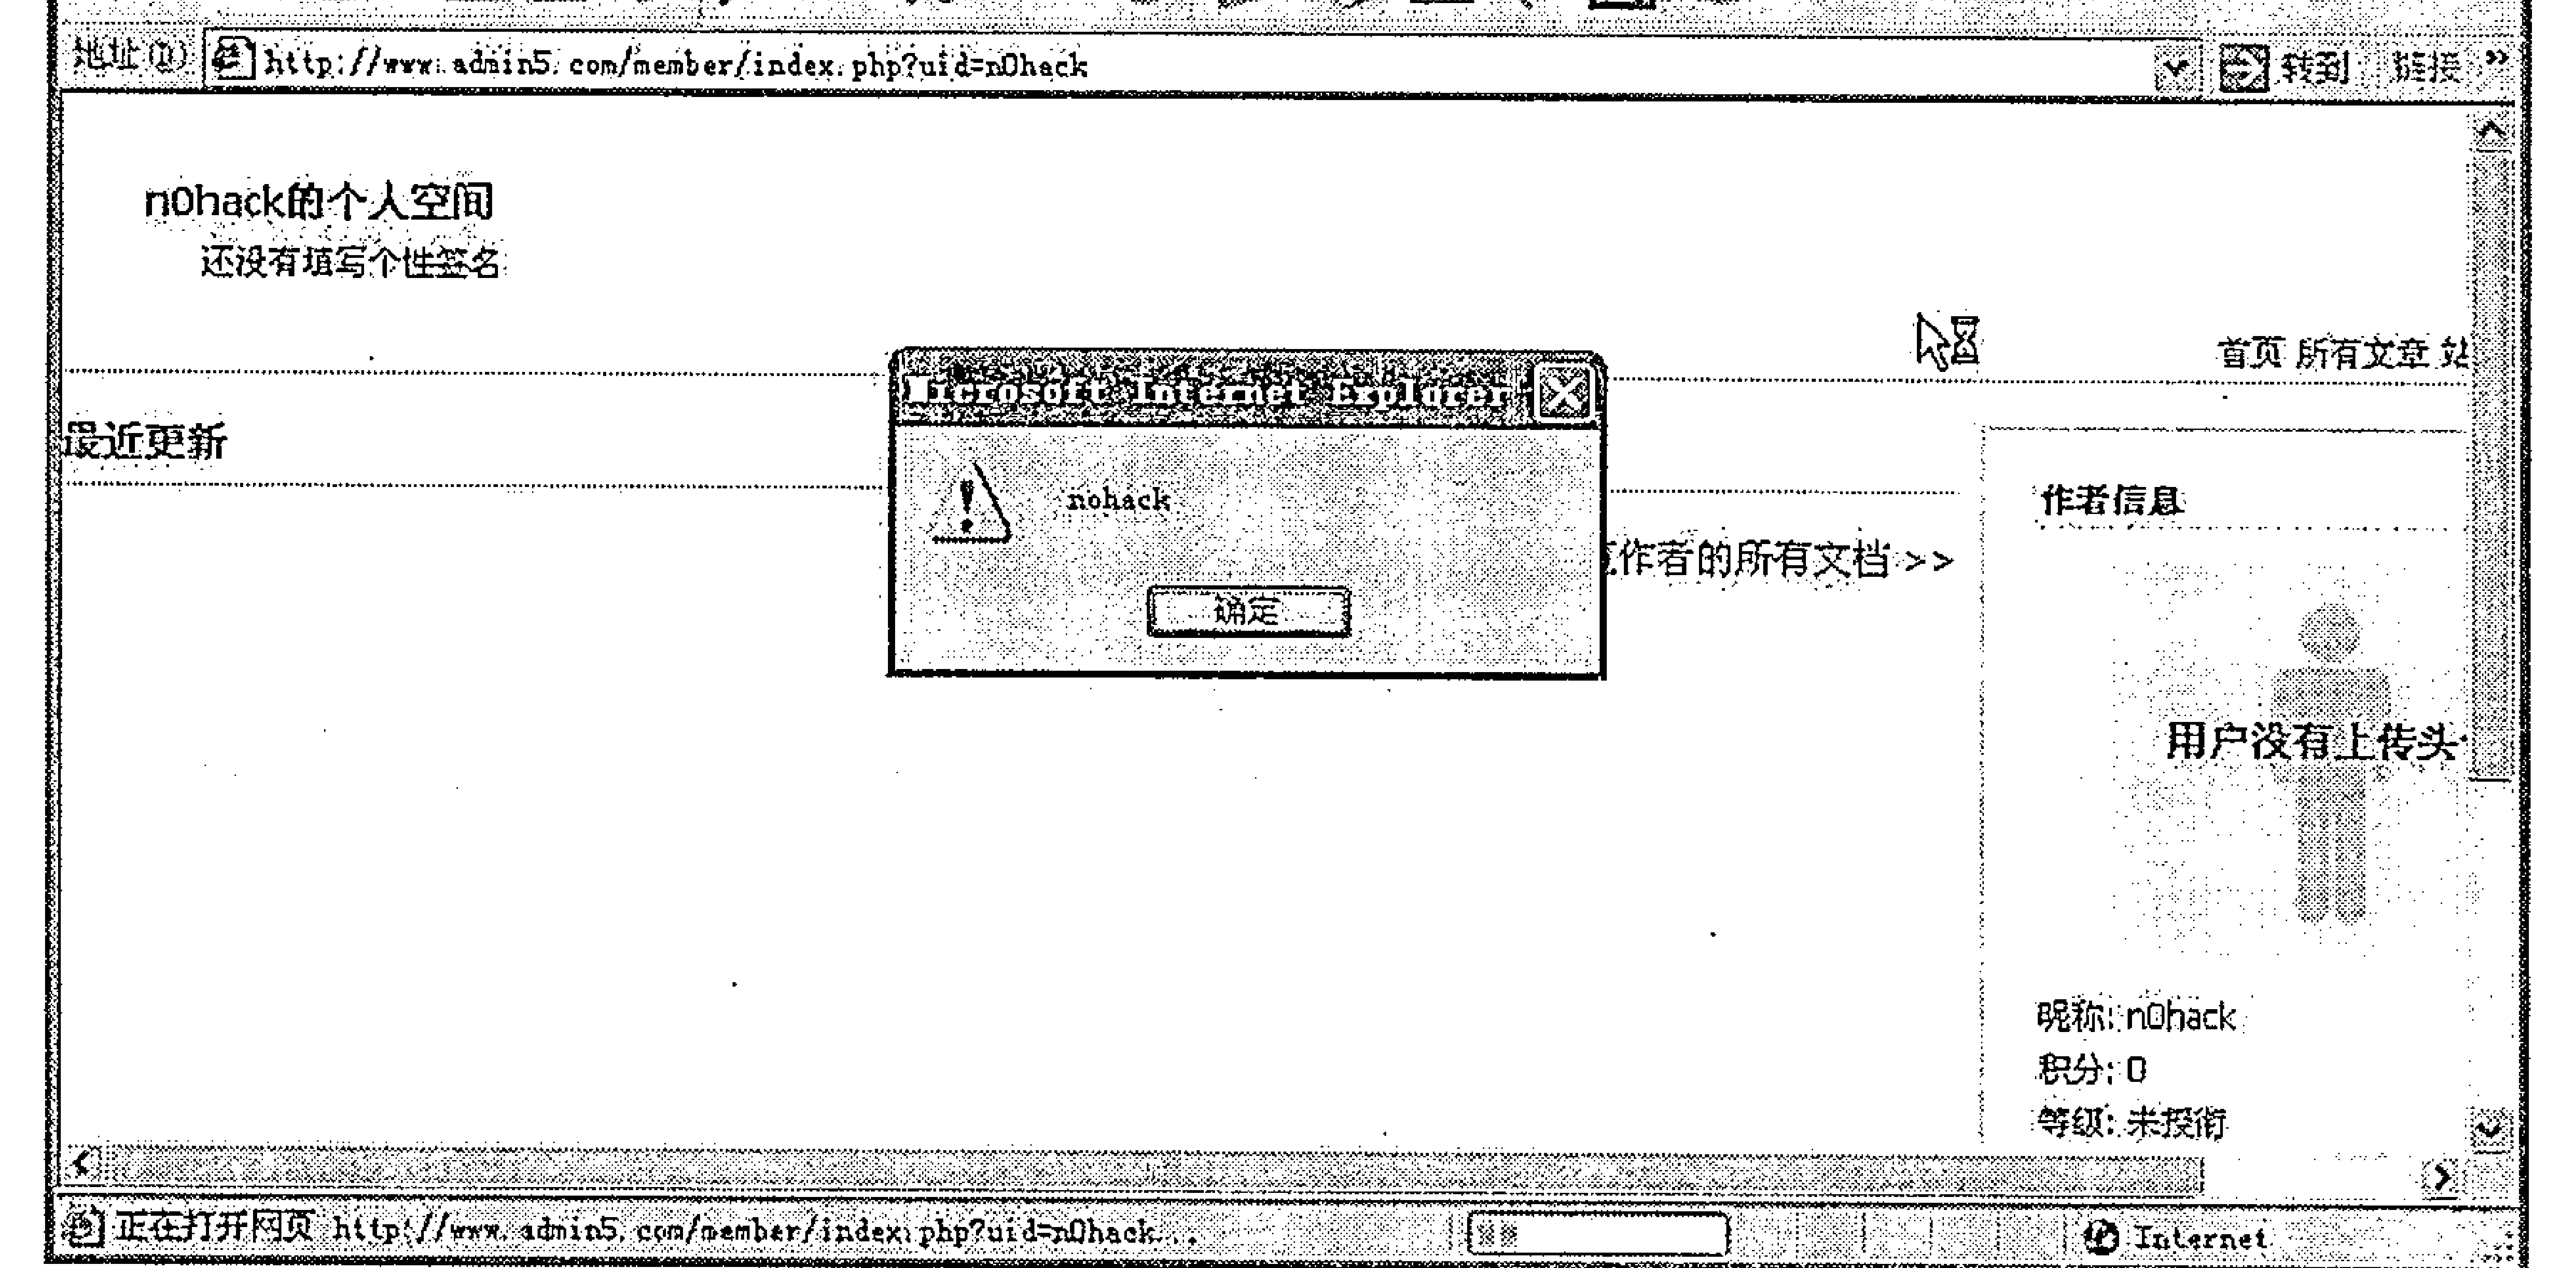 地址(D) http://www.admin5.com/member/index.php?uid=n0hack 转到 链接 »
n0hack的个人空间
还没有填写个性签名
首页 所有文章 站
Microsoft Internet Explorer
最近更新
nohack
作者信息
作者的所有文档 >>
确定
用户没有上传头
昵称: n0hack
积分: 0
等级: 未授衔
正在打开网页 http://www.admin5.com/member/index.php?uid=n0hack... Internet